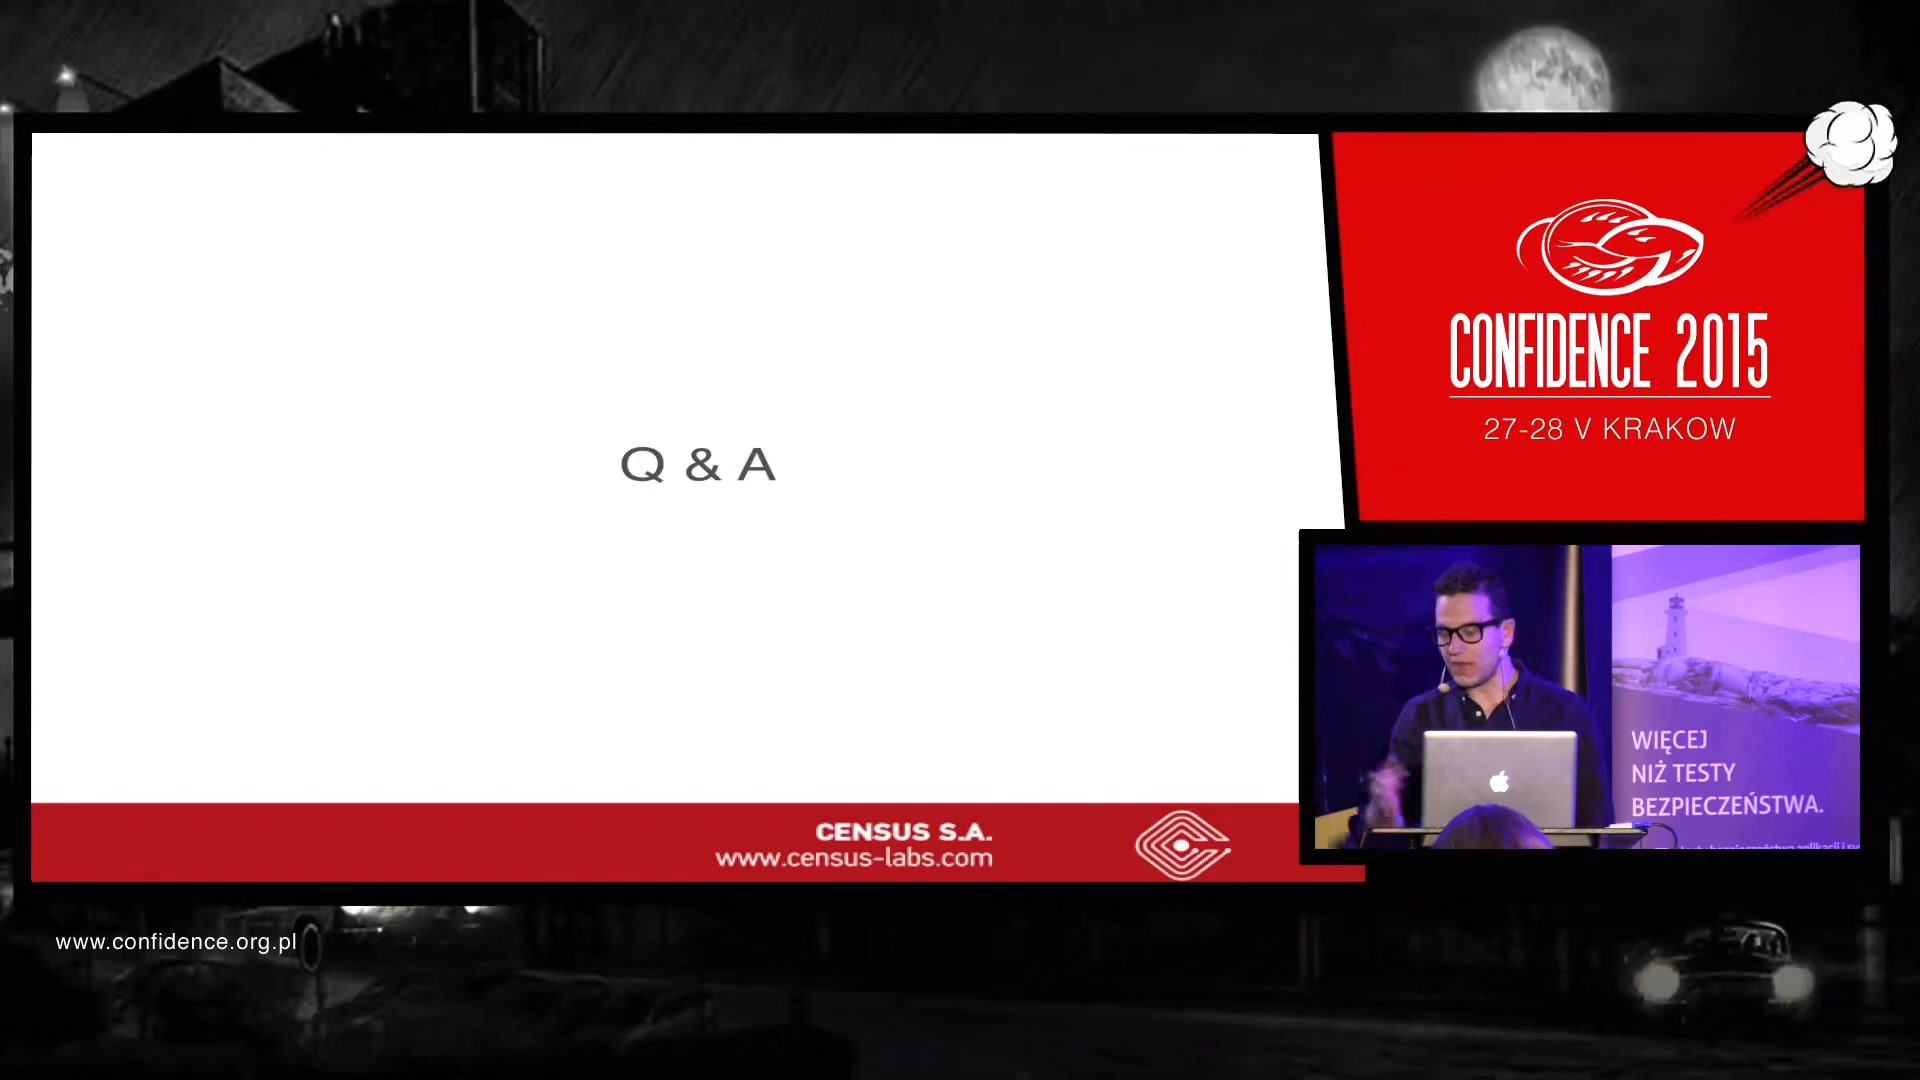 Q & A
CENSUS S.A.
www.census-labs.com
CONFIDENCE 2015
27-28 V KRAKOW
WIĘCEJ
NIŻ TESTY
BEZPIECZEŃSTWA.
www.confidence.org.pl